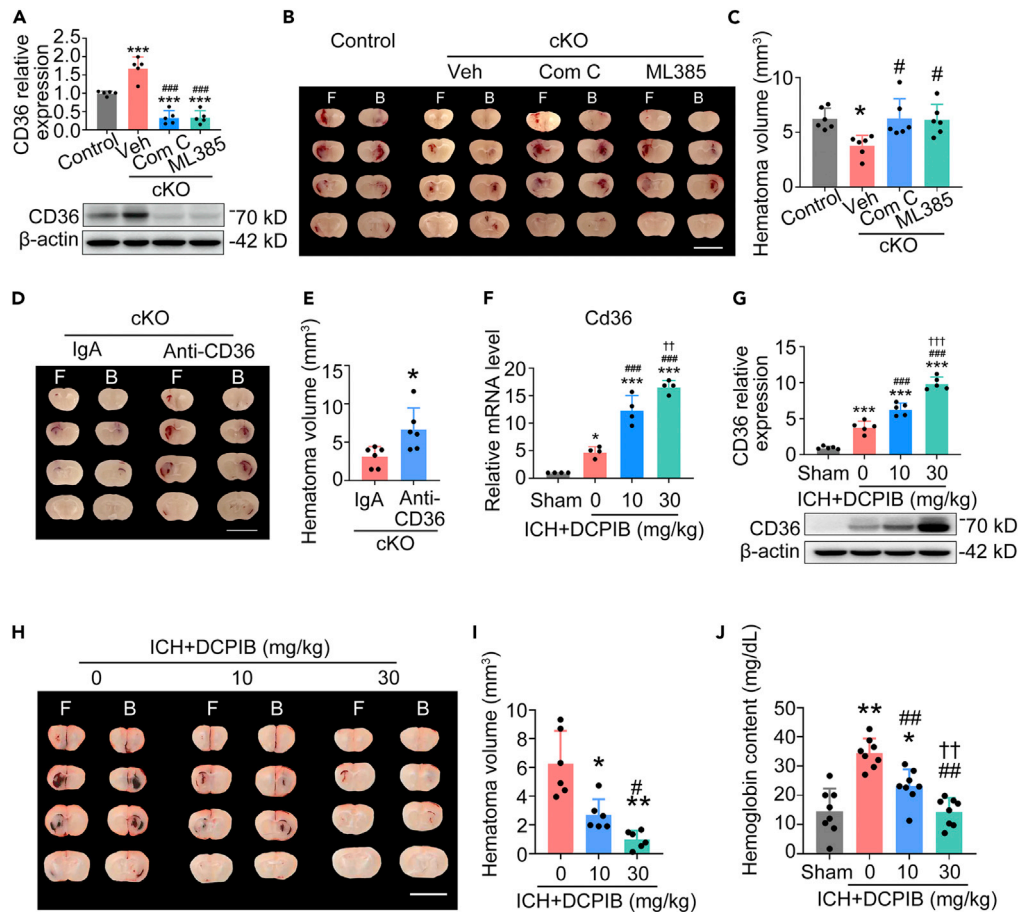 A
CD36 relative
expression
2.5
2.0
1.5
1.0
0.5
0.0
***
###
***
###
***
Control
Veh
Com C
ML385
cKO
CD36
-70 kD
β-actin
-42 kD
B
Control
cKO
Veh
Com C
ML385
F
B
F
B
F
B
F
B
C
Hematoma volume (mm³)
10
5
0
*
#
#
Control
Veh
Com C
ML385
cKO
D
cKO
IgA
Anti-CD36
F
B
F
B
E
Hematoma volume (mm³)
15
10
5
0
*
IgA
Anti-
CD36
cKO
F
Cd36
Relative mRNA level
20
15
10
5
0
*
###
***
††
###
***
Sham
0
10
30
ICH+DCPIB (mg/kg)
G
CD36 relative
expression
15
10
5
0
***
###
***
†††
###
***
Sham
0
10
30
ICH+DCPIB (mg/kg)
CD36
-70 kD
β-actin
-42 kD
H
ICH+DCPIB (mg/kg)
0
10
30
F
B
F
B
F
B
I
Hematoma volume (mm³)
10
8
6
4
2
0
*
#
**
0
10
30
ICH+DCPIB (mg/kg)
J
Hemoglobin content (mg/dL)
50
40
30
20
10
0
**
##
*
††
##
Sham
0
10
30
ICH+DCPIB (mg/kg)